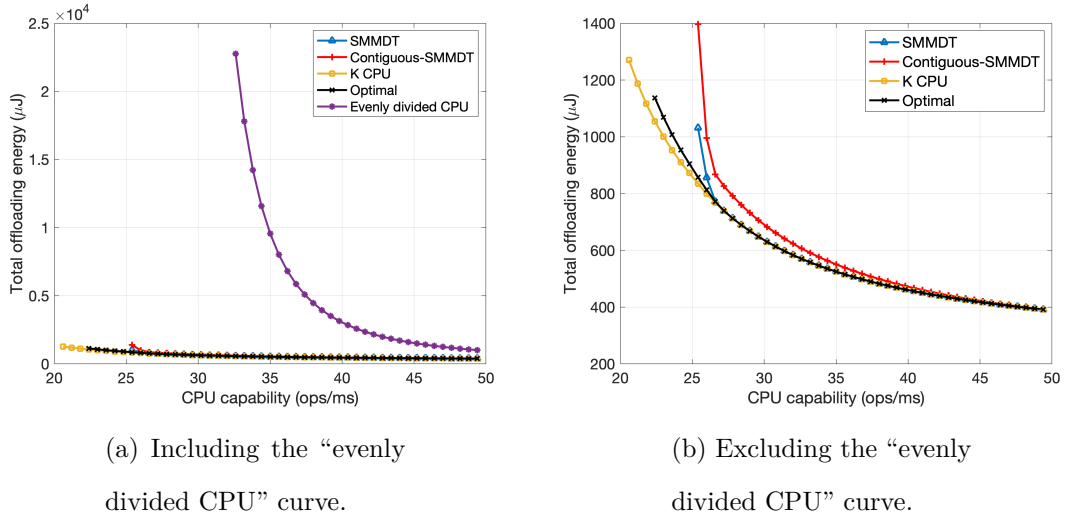 ×10⁴
2.5
2
1.5
1
0.5
0
20 25 30 35 40 45 50
CPU capability (ops/ms)
Total offloading energy (μJ)
SMMDT
Contiguous-SMMDT
K CPU
Optimal
Evenly divided CPU
(a) Including the “evenly
divided CPU” curve.
1400
1200
1000
800
600
400
200
20 25 30 35 40 45 50
CPU capability (ops/ms)
Total offloading energy (μJ)
SMMDT
Contiguous-SMMDT
K CPU
Optimal
(b) Excluding the “evenly
divided CPU” curve.